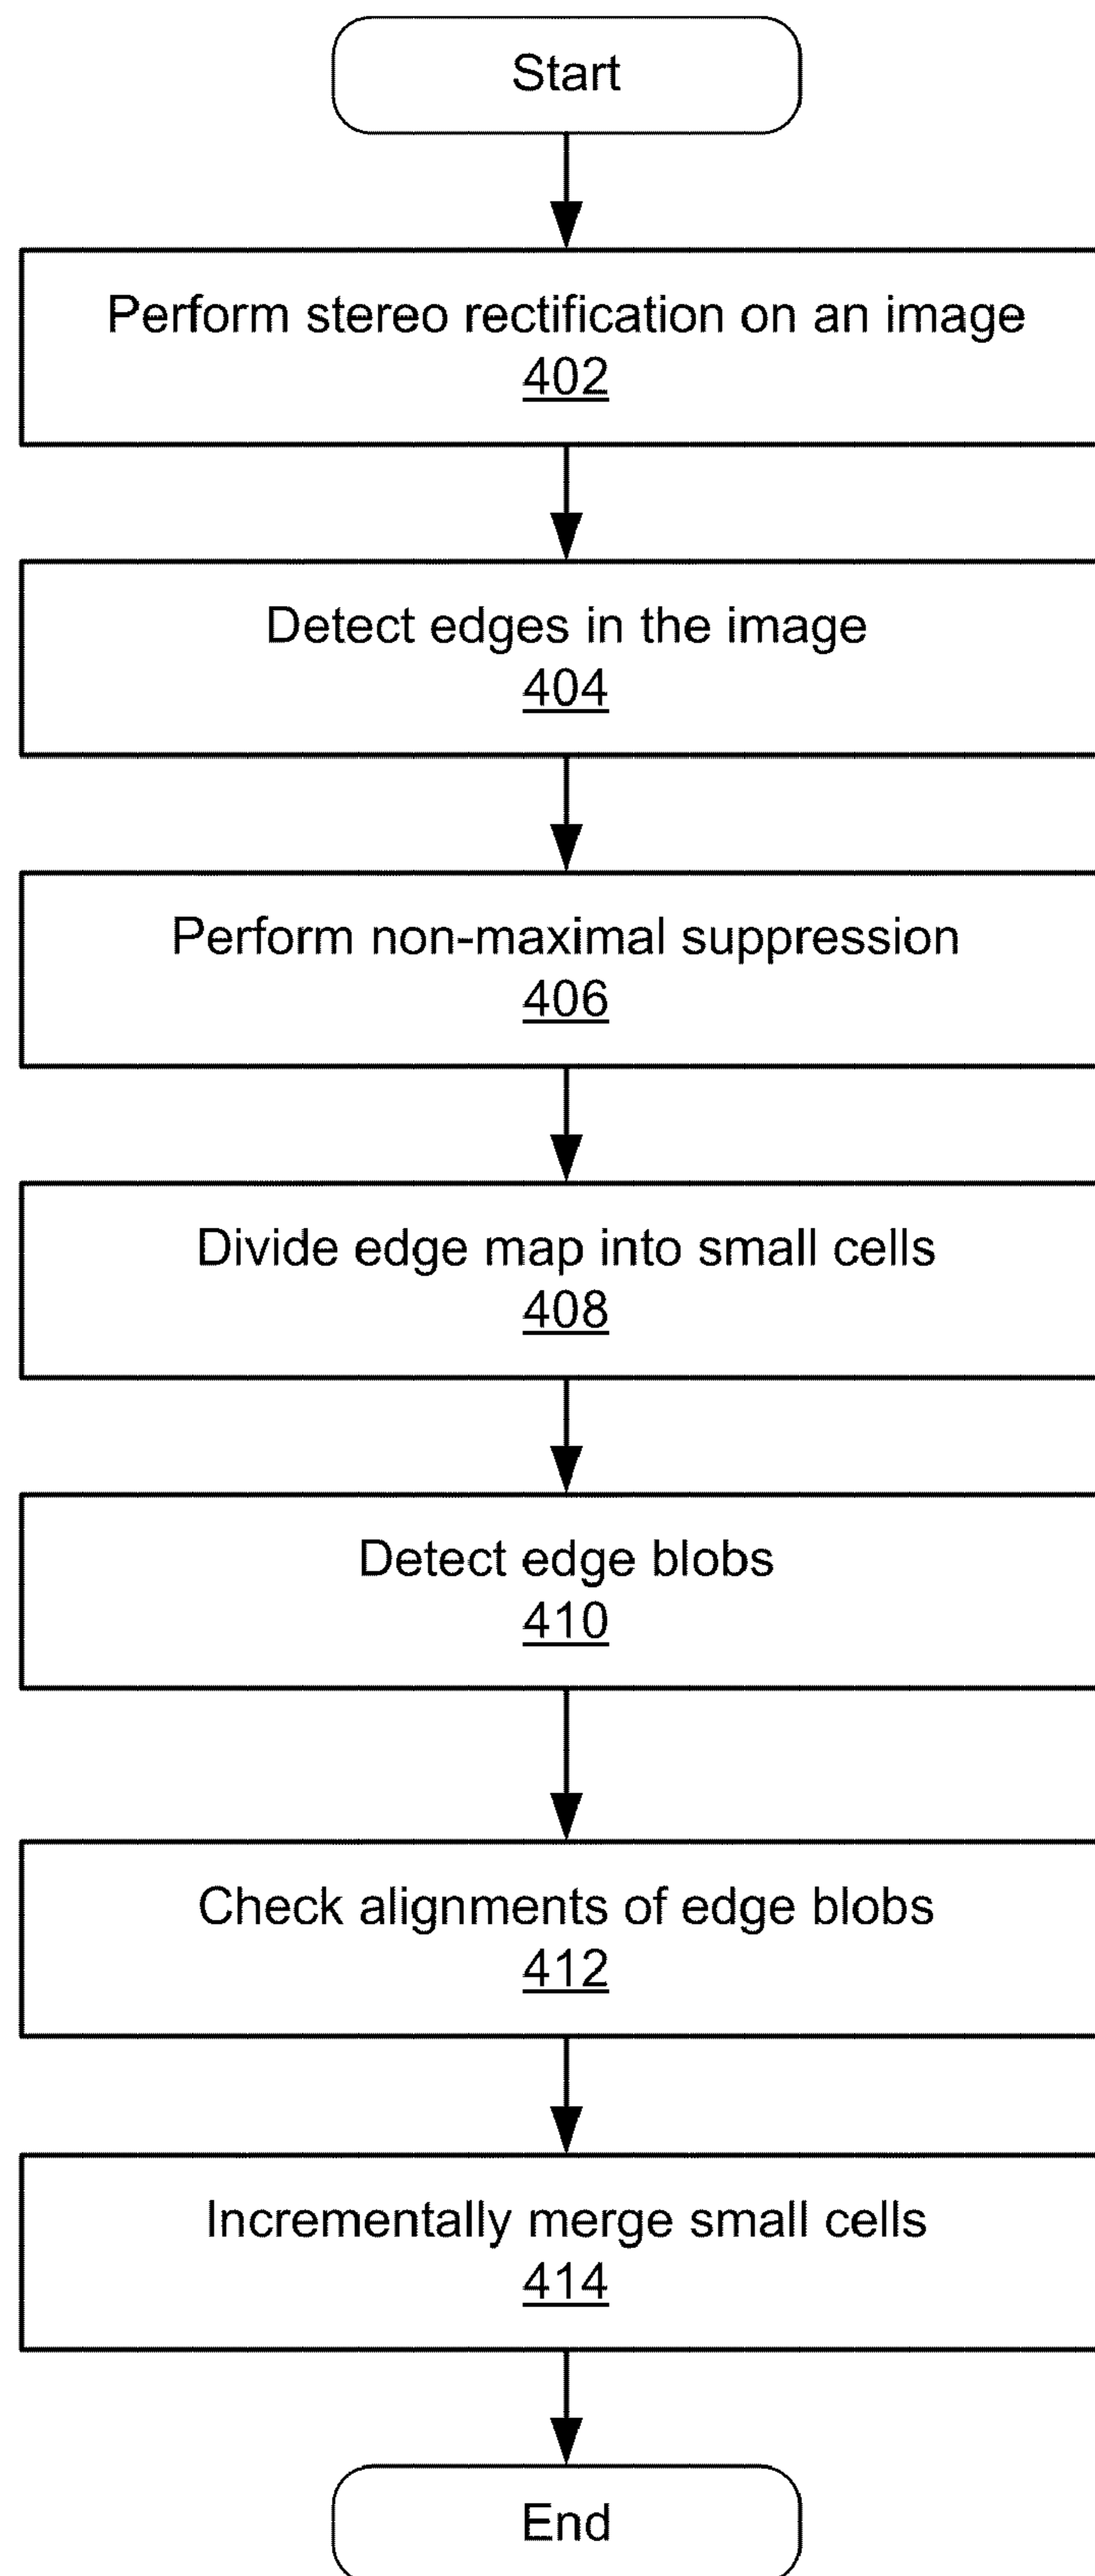 Start
Perform stereo rectification on an image
402
Detect edges in the image
404
Perform non-maximal suppression
406
Divide edge map into small cells
408
Detect edge blobs
410
Check alignments of edge blobs
412
Incrementally merge small cells
414
End